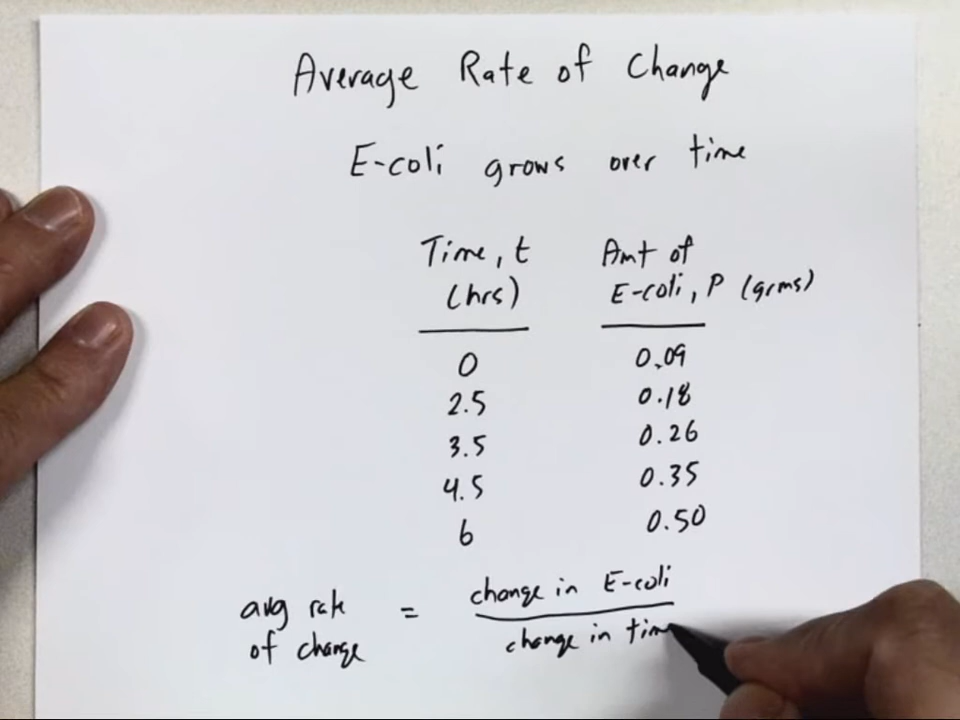 Average Rate of Change
E-coli grows over time
Time, t Amt of
(hrs) E-coli, P (grms)
0 0.09
2.5 0.18
3.5 0.26
4.5 0.35
6 0.50
avg rate = change in E-coli
of change change in time